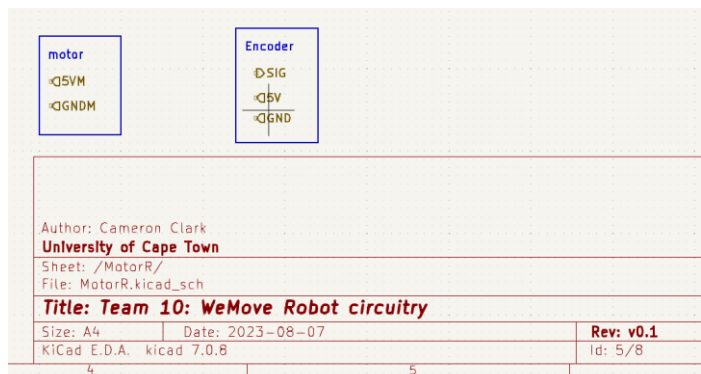 motor
5VM
GNDM
Encoder
SIG
5V
GND
Author: Cameron Clark
University of Cape Town
Sheet: /MotorR/
File: MotorR.kicad_sch
Title: Team 10: WeMove Robot circuitry
Size: A4 Date: 2023-08-07 Rev: v0.1
KiCad E.D.A. kicad 7.0.8 Id: 5/8
4 5